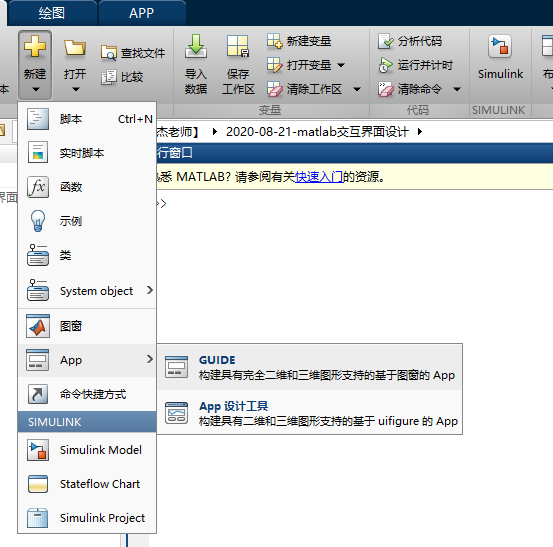 绘图
APP
新建
打开
查找文件
比较
导入
数据
保存
工作区
新建变量
打开变量
清除工作区
变量
分析代码
运行并计时
清除命令
代码
Simulink
SIMULINK
布
本
杰老师】
2020-08-21-matlab交互界面设计
行窗口
悉 MATLAB? 请参阅有关快速入门的资源。
界面
脚本 Ctrl+N
实时脚本
函数
示例
类
System object
图窗
App
命令快捷方式
SIMULINK
Simulink Model
Stateflow Chart
Simulink Project
GUIDE
构建具有完全二维和三维图形支持的基于图窗的 App
App 设计工具
构建具有二维和三维图形支持的基于 uifigure 的 App